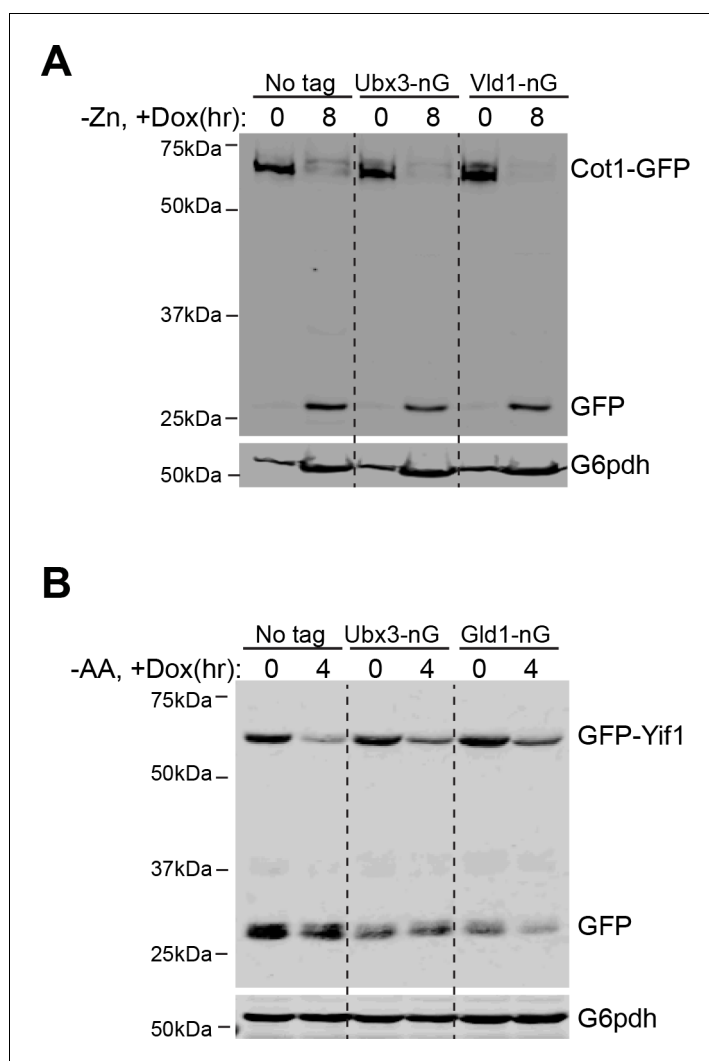 A
No tag Ubx3-nG Vld1-nG
-Zn, +Dox(hr): 0 8 0 8 0 8
75kDa
Cot1-GFP
50kDa
37kDa
GFP
25kDa
G6pdh
50kDa
B
No tag Ubx3-nG Gld1-nG
-AA, +Dox(hr): 0 4 0 4 0 4
75kDa
GFP-Yif1
50kDa
37kDa
GFP
25kDa
G6pdh
50kDa